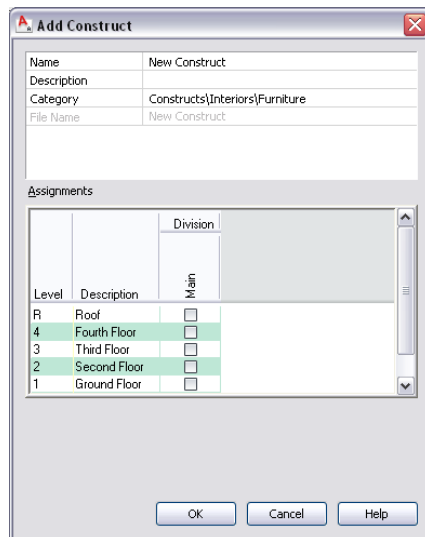 Add Construct
Name New Construct
Description
Category Constructs\Interiors\Furniture
File Name New Construct
Assignments
Division
Level Description Main
R Roof
4 Fourth Floor
3 Third Floor
2 Second Floor
1 Ground Floor
OK Cancel Help